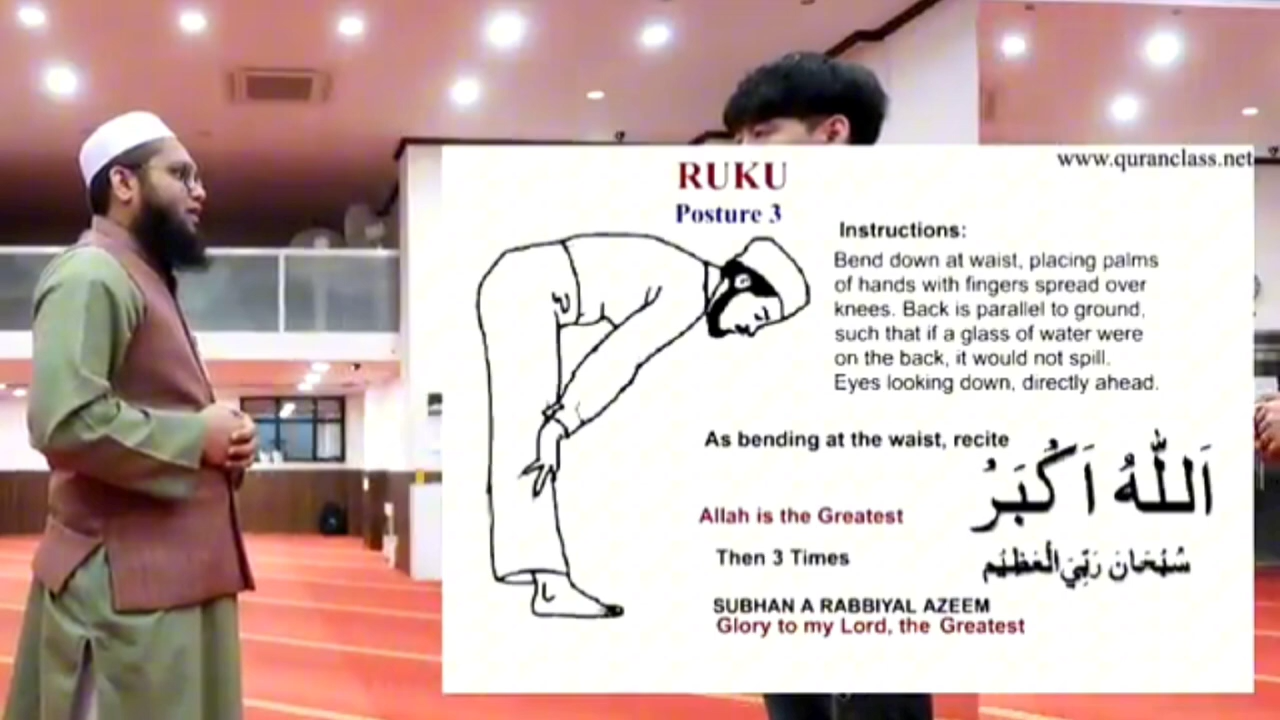 www.quranclass.net
RUKU
Posture 3
Instructions:
Bend down at waist, placing palms
of hands with fingers spread over
knees. Back is parallel to ground,
such that if a glass of water were
on the back, it would not spill.
Eyes looking down, directly ahead.
As bending at the waist, recite
اَللّٰهُ اَكْبَرُ
Allah is the Greatest
Then 3 Times
سُبْحَانَ رَبِّيَ الْعَظِيْم
SUBHAN A RABBIYAL AZEEM
Glory to my Lord, the Greatest